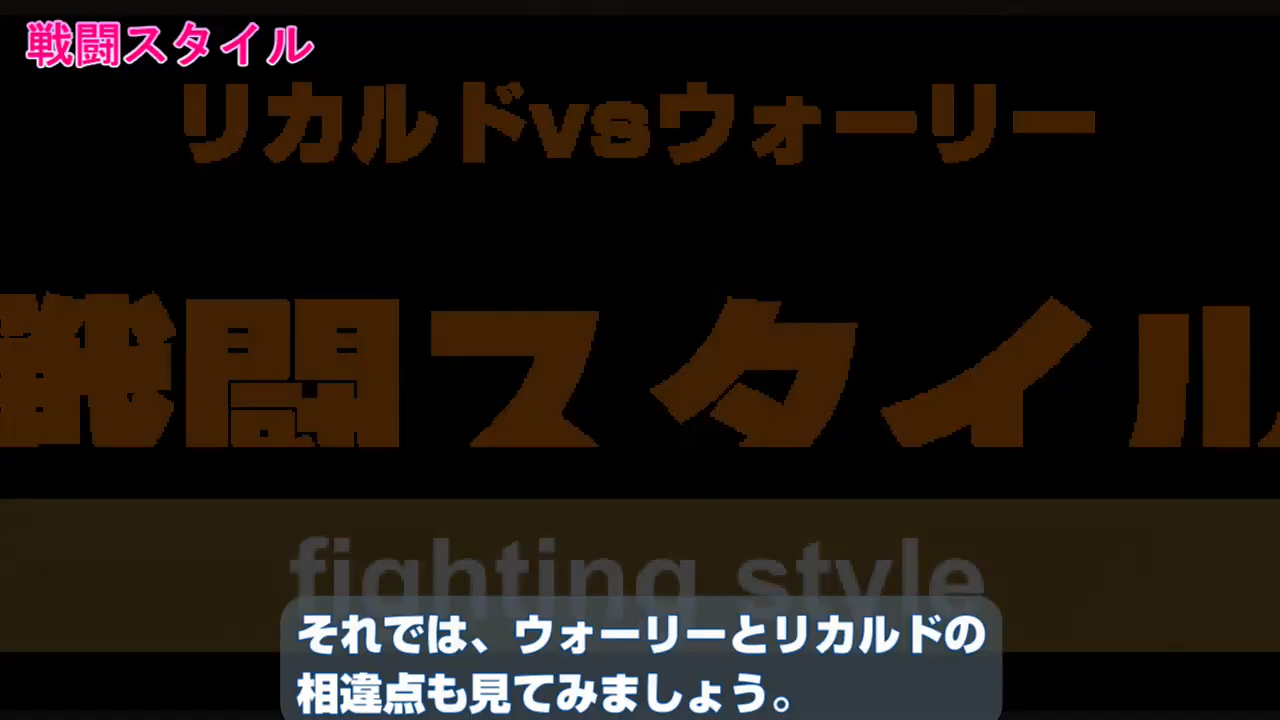 戦闘スタイル
リカルドvsウォーリー
戦闘スタイル
fighting style
それでは、ウォーリーとリカルドの
相違点も見てみましょう。